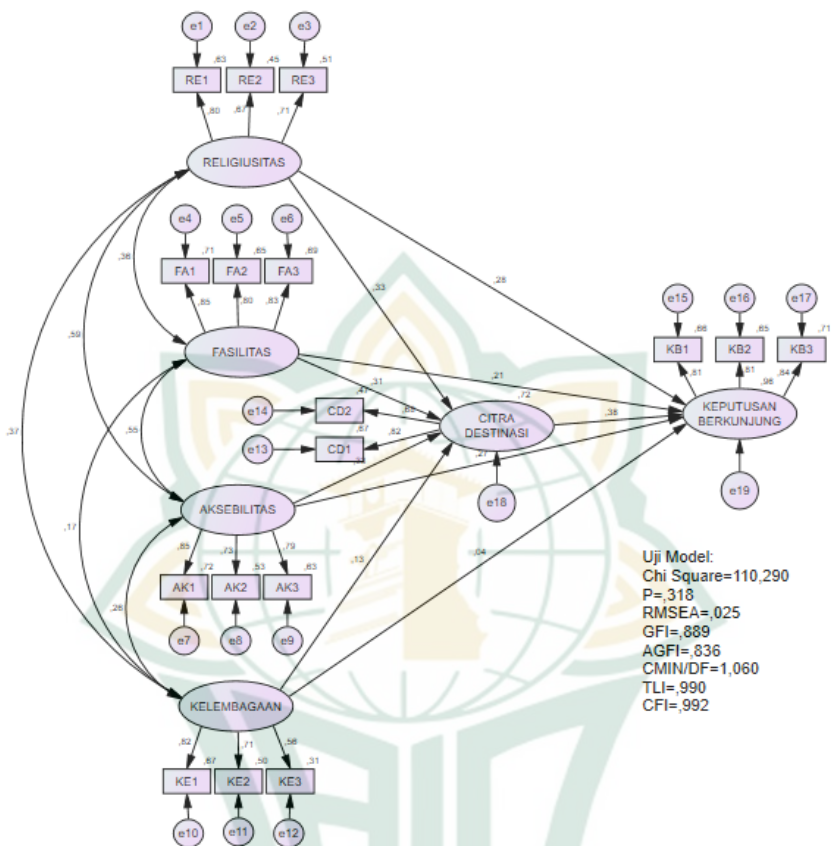 e1 e2 e3
,63 ,45 ,51
RE1 RE2 RE3
,80 ,67 ,71
RELIGIUSITAS
e4 e5 e6
,36
,71 ,65 ,69
FA1 FA2 FA3
,28
e15 e16 e17
,85 ,80 ,83
,33
,59
,66 ,65 ,71
KB1 KB2 KB3
FASILITAS
,21
,81 ,81 ,84
,31
,72
,98
,47
e14 CD2
CITRA
DESTINASI
,38
KEPUTUSAN
BERKUNJUNG
,37
,67
,82
e13 CD1
,55
,27
e18
e19
AKSEBILITAS
,17
,85 ,73 ,79
,13
,04
,72 ,53 ,63
AK1 AK2 AK3
e7 e8 e9
Uji Model:
Chi Square=110,290
P=,318
RMSEA=,025
GFI=,889
AGFI=,836
CMIN/DF=1,060
TLI=,990
CFI=,992
KELEMBAGAAN
,82 ,71 ,56
,67 ,50 ,31
KE1 KE2 KE3
e10 e11 e12